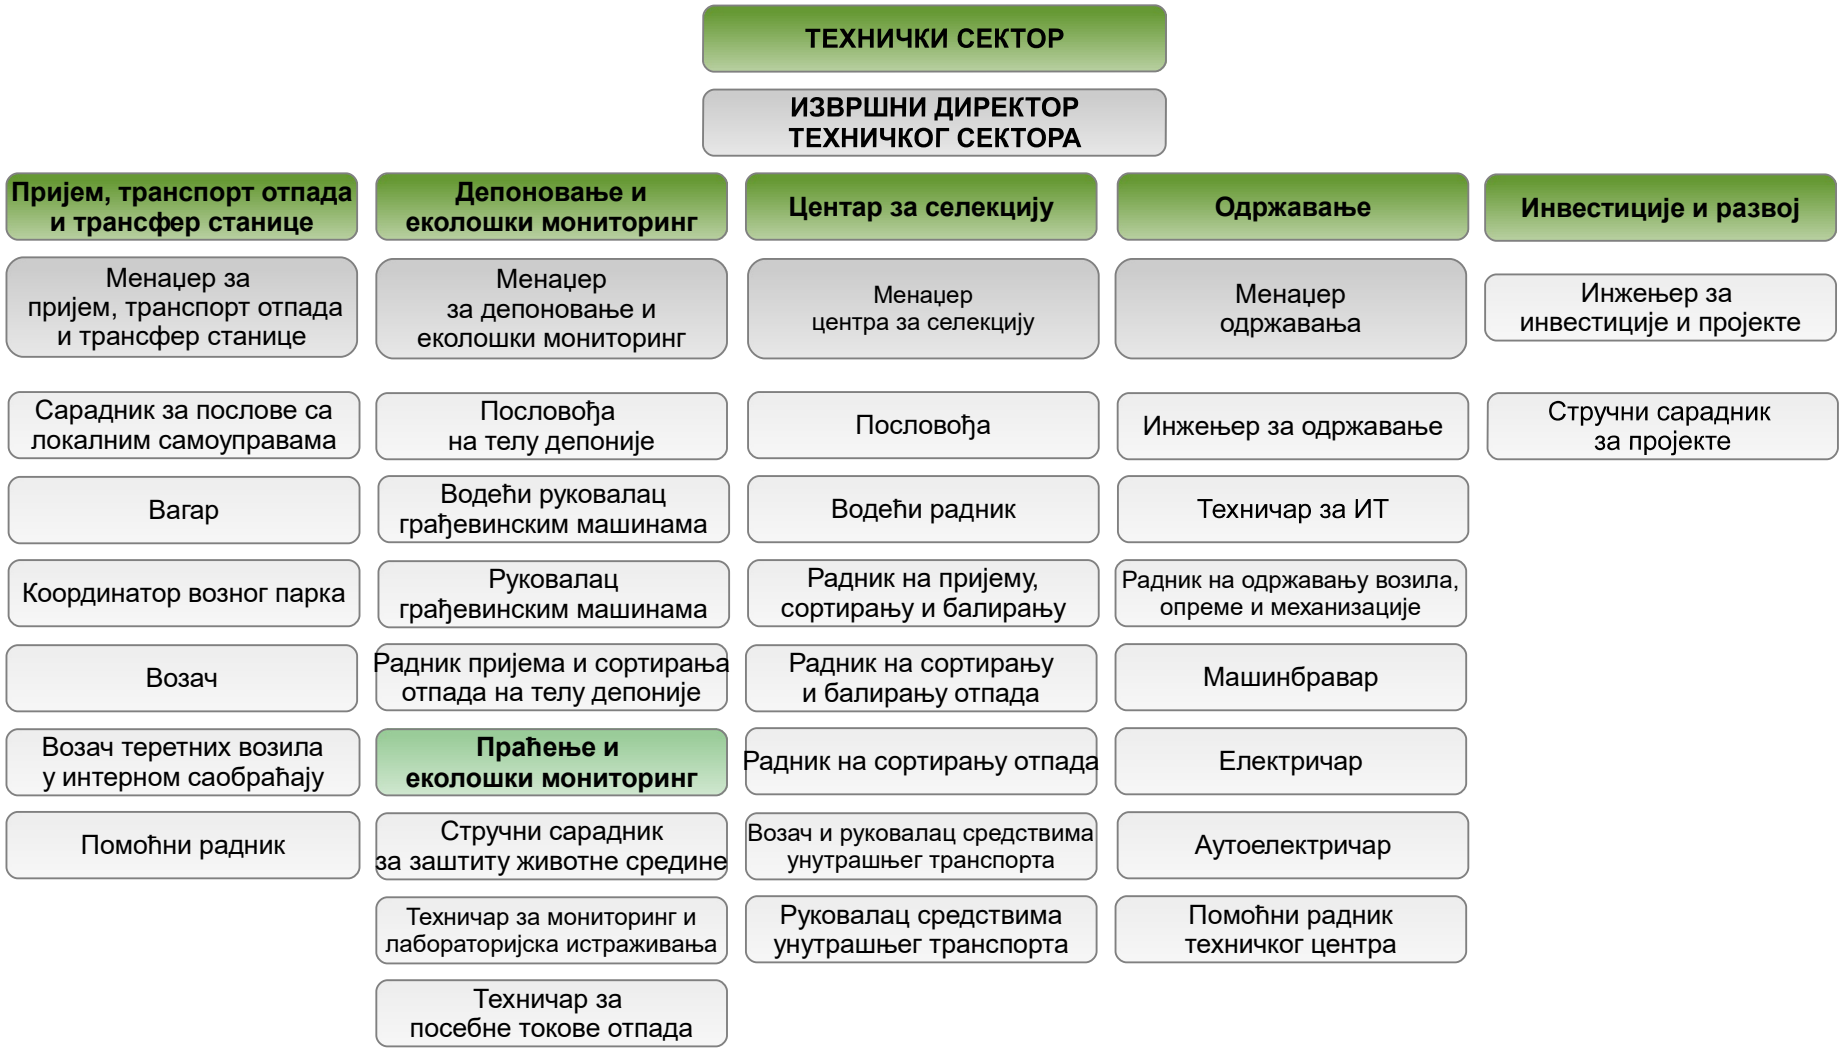 ТЕХНИЧКИ СЕКТОР
ИЗВРШНИ ДИРЕКТОР
ТЕХНИЧКОГ СЕКТОРА
Пријем, транспорт отпада
и трансфер станице
Менаџер за
пријем, транспорт отпада
и трансфер станице
Сарадник за послове са
локалним самоуправама
Вагар
Координатор возног парка
Возач
Возач теретних возила
у интерном саобраћају
Помоћни радник
Депоновање и
еколошки мониторинг
Менаџер
за депоновање и
еколошки мониторинг
Пословођа
на телу депоније
Водећи руковалац
грађевинским машинама
Руковалац
грађевинским машинама
Радник пријема и сортирања
отпада на телу депоније
Праћење и
еколошки мониторинг
Стручни сарадник
за заштиту животне средине
Техничар за мониторинг и
лабораторијска истраживања
Техничар за
посебне токове отпада
Центар за селекцију
Менаџер
центра за селекцију
Пословођа
Водећи радник
Радник на пријему,
сортирању и балирању
Радник на сортирању
и балирању отпада
Радник на сортирању отпада
Возач и руковалац средствима
унутрашњег транспорта
Руковалац средствима
унутрашњег транспорта
Одржавање
Менаџер
одржавања
Инжењер за одржавање
Техничар за ИТ
Радник на одржавању возила,
опреме и механизације
Машинбравар
Електричар
Аутоелектричар
Помоћни радник
техничког центра
Инвестиције и развој
Инжењер за
инвестиције и пројекте
Стручни сарадник
за пројекте